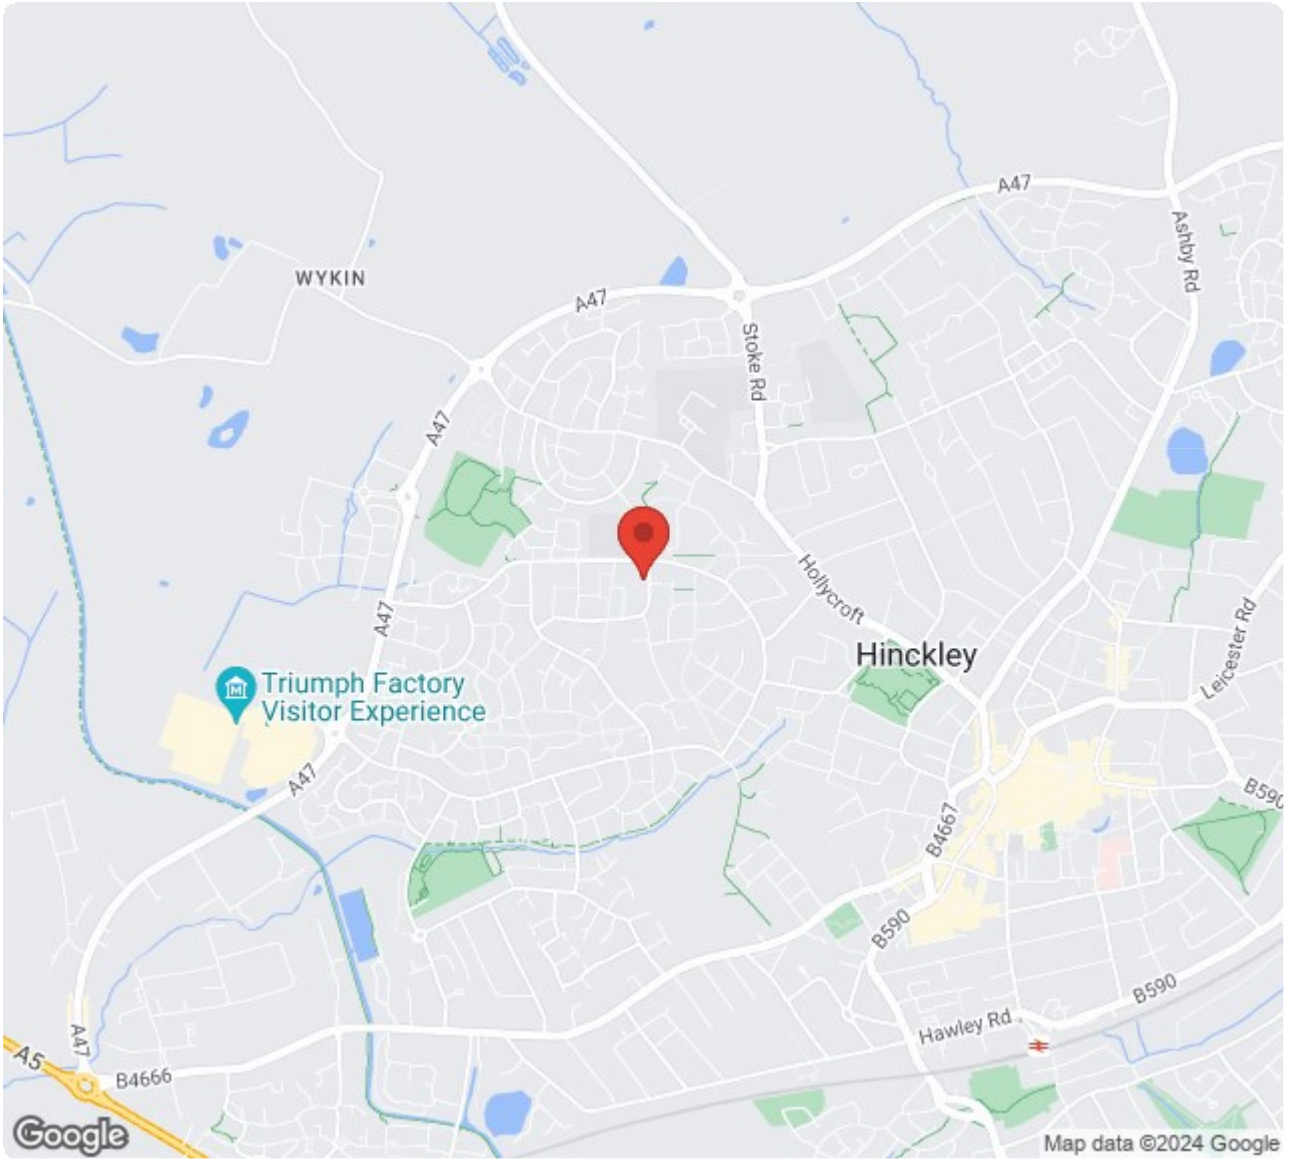 A47
WYKIN
A47
Ashby Rd
Stoke Rd
A47
Hollycroft
A47
Leicester Rd
Hinckley
Triumph Factory
Visitor Experience
M
A47
B590
B4667
B590
B590
Hawley Rd
A47
A5
B4666
Google
Map data ©2024 Google